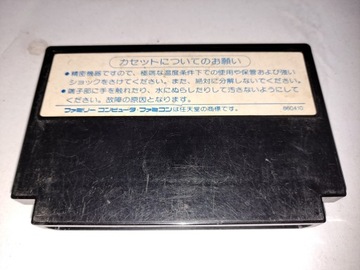 カセットについてのお願い
●精密機器ですので、極端な温度条件下での使用や保管および強い
ショックをさけてください。また、絶対に分解しないでください。
●端子部に手を触れたり、水にぬらしたりして汚さないようにして
ください。故障の原因となります。
ファミリーコンピュータ・ファミコンは任天堂の商標です。
860410